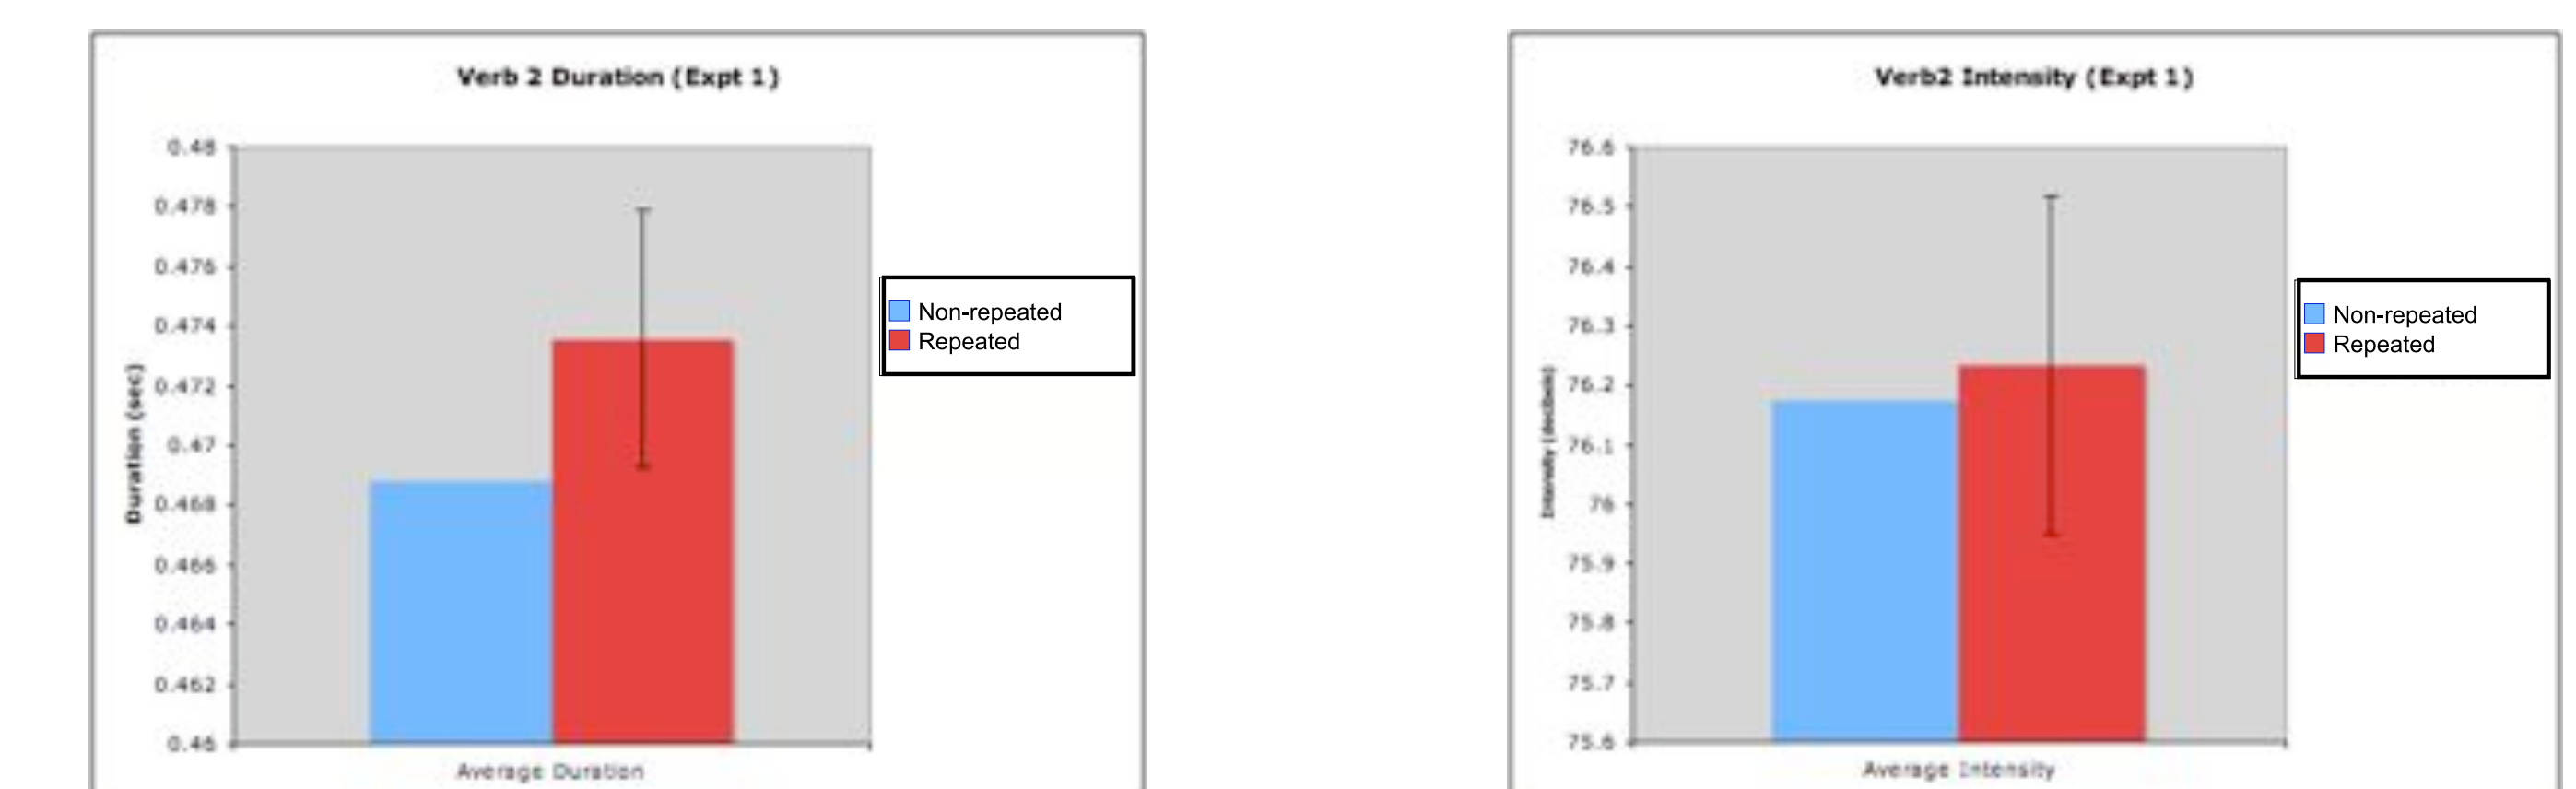 Verb 2 Duration (Expt 1)
0.48
0.478
0.476
0.474
0.472
0.47
0.468
0.466
0.464
0.462
0.46
Duration (sec)
Average Duration
Non-repeated
Repeated
Verb2 Intensity (Expt 1)
76.6
76.5
76.4
76.3
76.2
76.1
76
75.9
75.8
75.7
75.6
Intensity (decibels)
Average Intensity
Non-repeated
Repeated